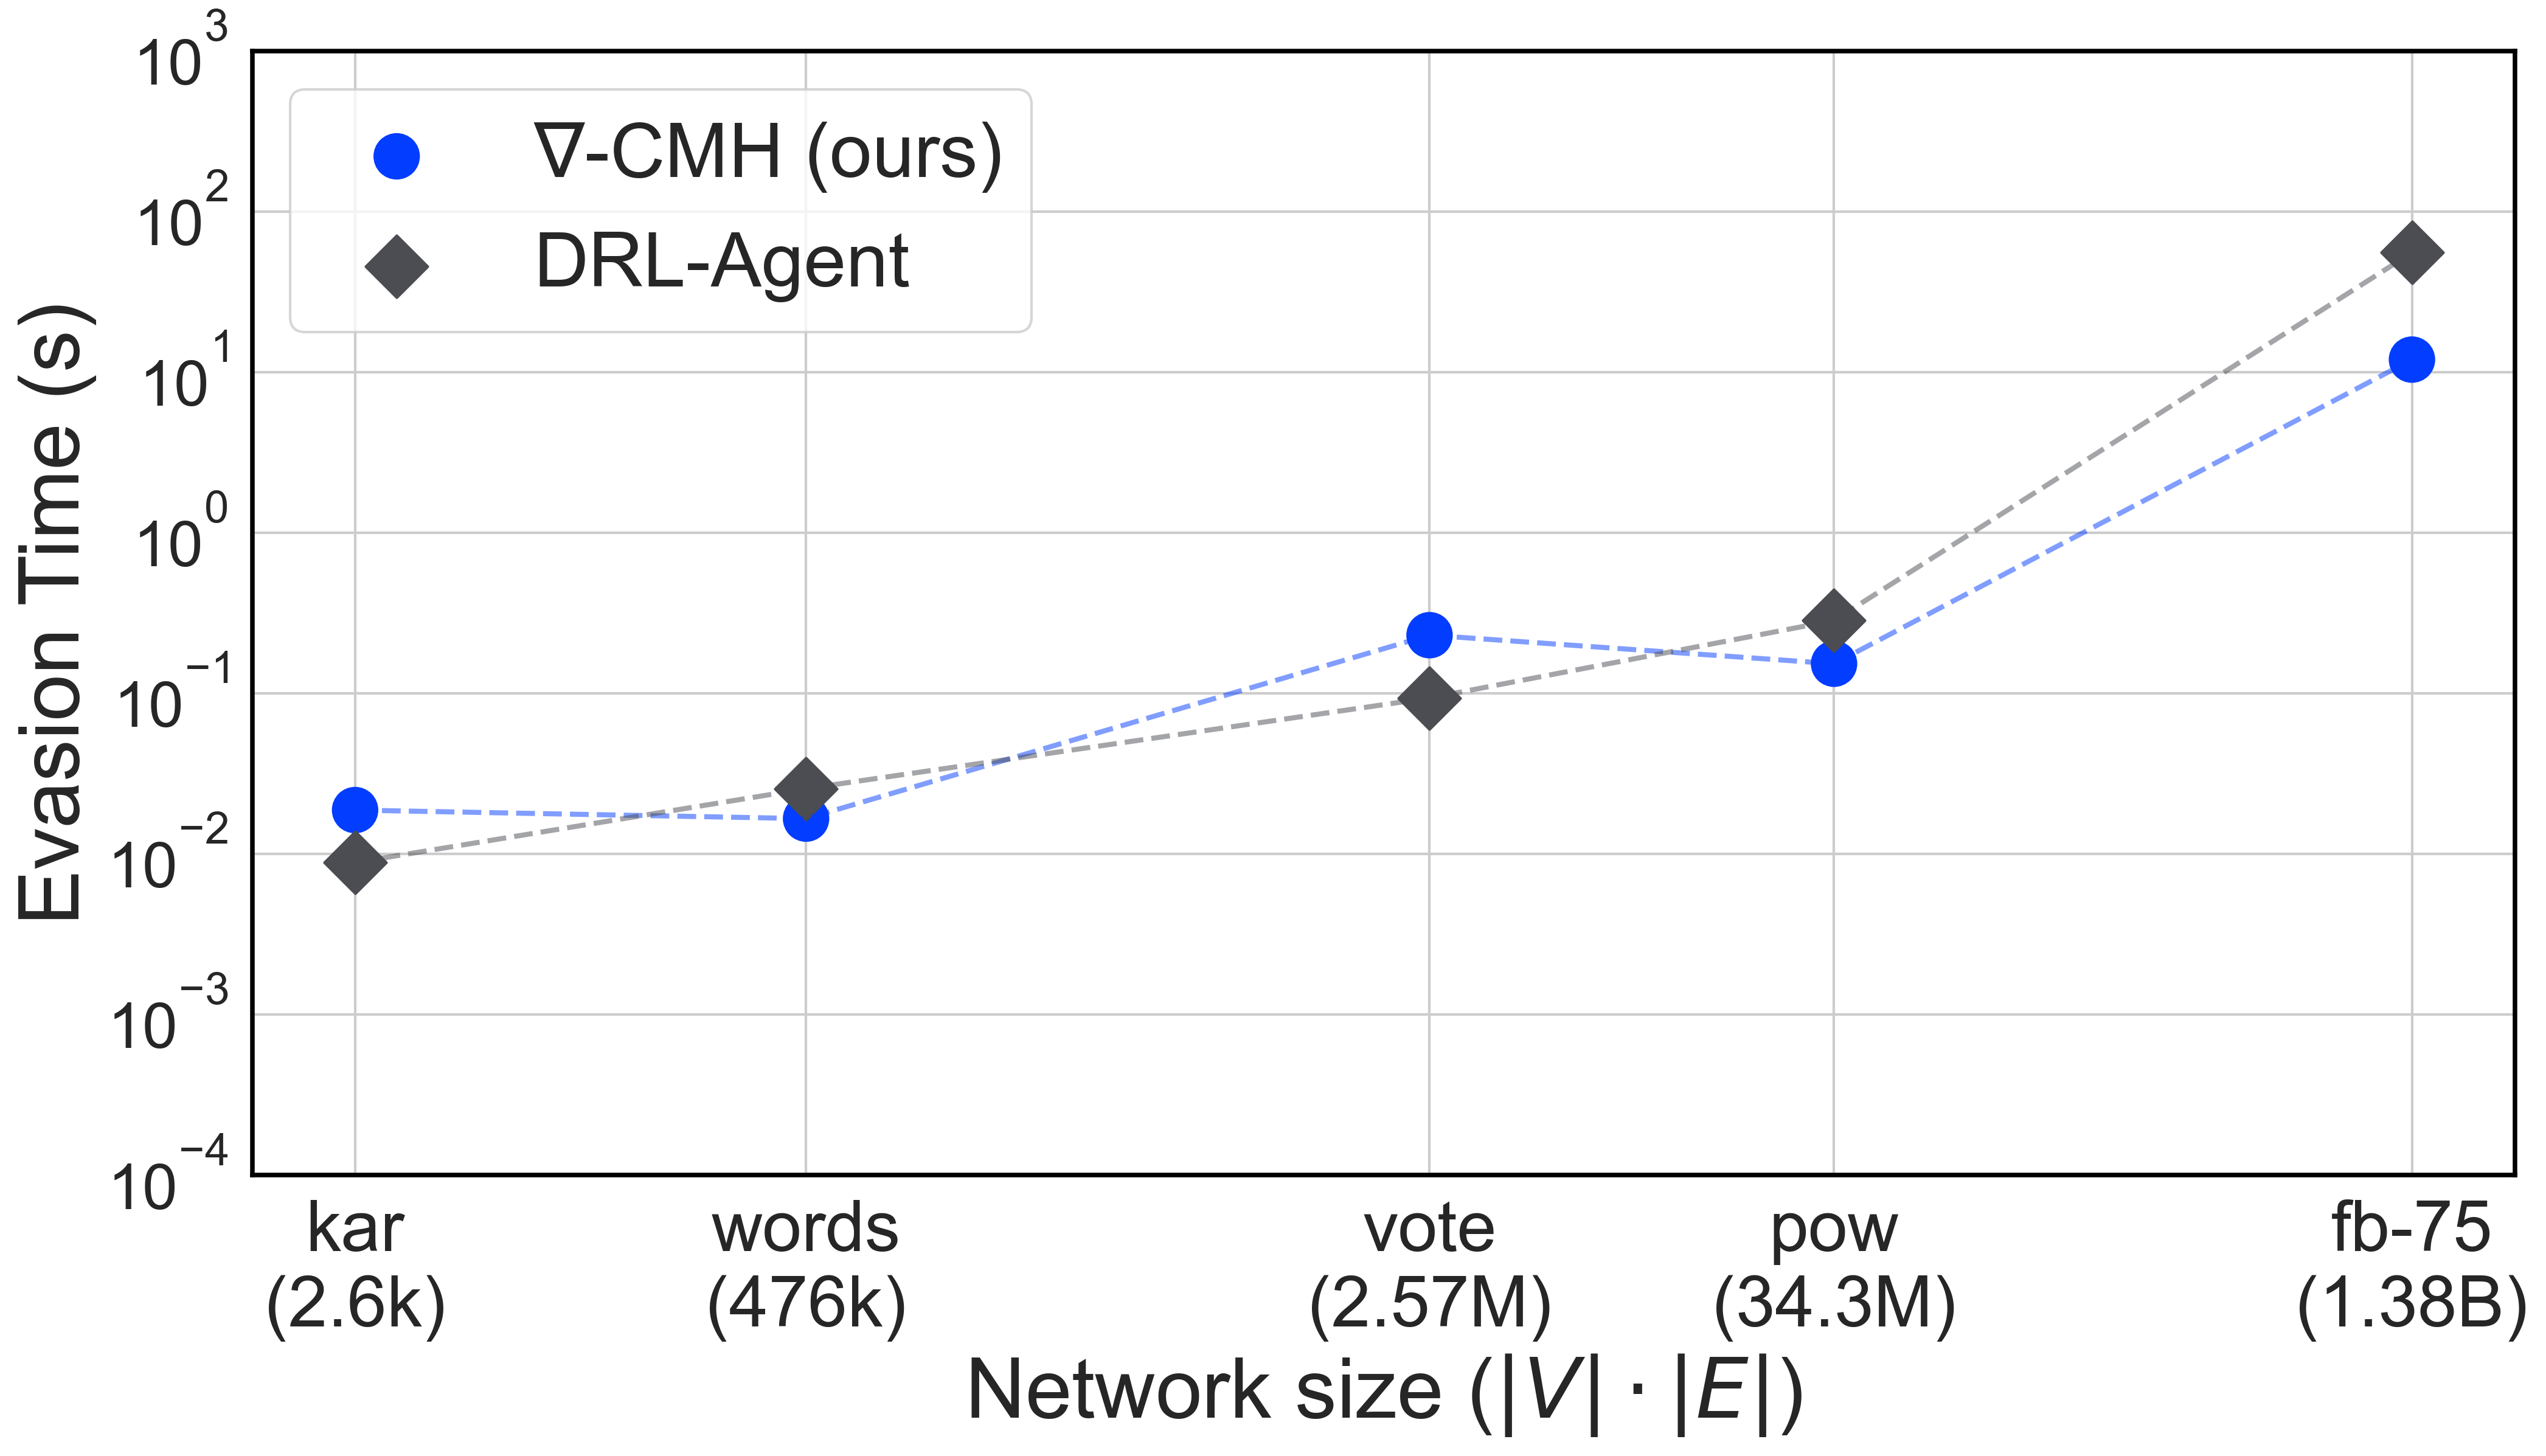 10^3
10^2
10^1
10^0
10^−1
10^−2
10^−3
10^−4
Evasion Time (s)
∇-CMH (ours)
DRL-Agent
kar words vote pow fb-75
(2.6k) (476k) (2.57M) (34.3M) (1.38B)
Network size (|V| · |E|)